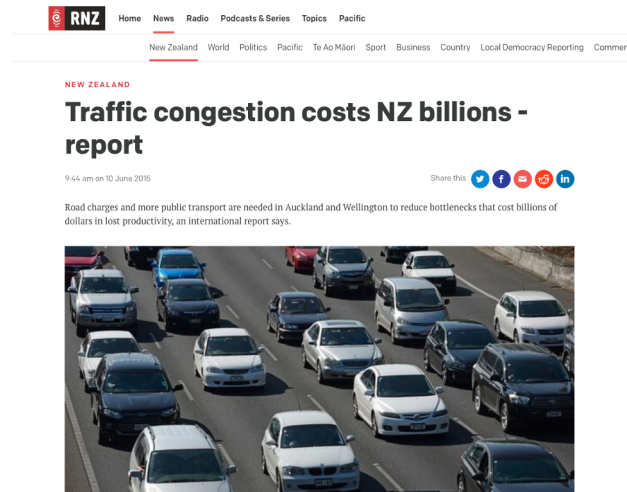 RNZ Home News Radio Podcasts & Series Topics Pacific
New Zealand World Politics Pacific Te Ao Māori Sport Business Country Local Democracy Reporting Commen
NEW ZEALAND
Traffic congestion costs NZ billions -
report
9:44 am on 10 June 2015 Share this
Road charges and more public transport are needed in Auckland and Wellington to reduce bottlenecks that cost billions of
dollars in lost productivity, an international report says.